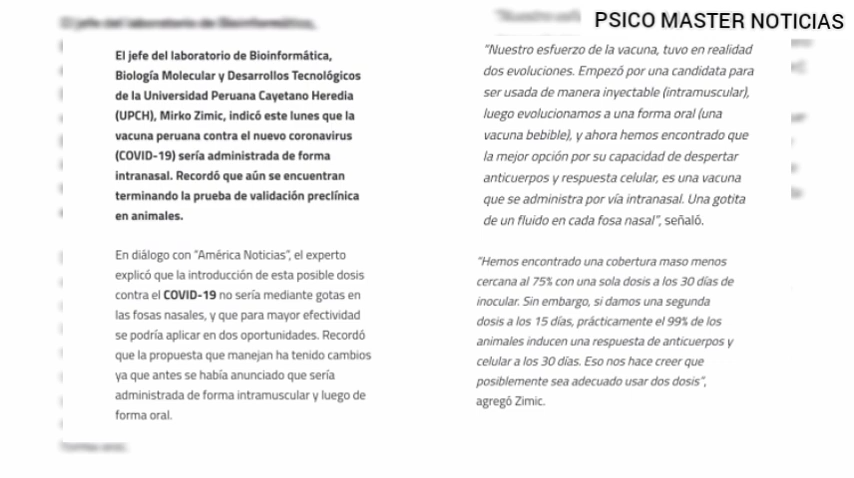 PSICO MASTER NOTICIAS
El jefe del laboratorio de Bioinformática,
Biología Molecular y Desarrollos Tecnológicos
de la Universidad Peruana Cayetano Heredia
(UPCH), Mirko Zimic, indicó este lunes que la
vacuna peruana contra el nuevo coronavirus
(COVID-19) sería administrada de forma
intranasal. Recordó que aún se encuentran
terminando la prueba de validación preclínica
en animales.
En diálogo con “América Noticias”, el experto
explicó que la introducción de esta posible dosis
contra el COVID-19 no sería mediante gotas en
las fosas nasales, y que para mayor efectividad
se podría aplicar en dos oportunidades. Recordó
que la propuesta que manejan ha tenido cambios
ya que antes se había anunciado que sería
administrada de forma intramuscular y luego de
forma oral.
“Nuestro esfuerzo de la vacuna, tuvo en realidad
dos evoluciones. Empezó por una candidata para
ser usada de manera inyectable (intramuscular),
luego evolucionamos a una forma oral (una
vacuna bebible), y ahora hemos encontrado que
la mejor opción por su capacidad de despertar
anticuerpos y respuesta celular, es una vacuna
que se administra por vía intranasal. Una gotita
de un fluido en cada fosa nasal”, señaló.
“Hemos encontrado una cobertura maso menos
cercana al 75% con una sola dosis a los 30 días de
inocular. Sin embargo, si damos una segunda
dosis a los 15 días, prácticamente el 99% de los
animales inducen una respuesta de anticuerpos y
celular a los 30 días. Eso nos hace creer que
posiblemente sea adecuado usar dos dosis”,
agregó Zimic.